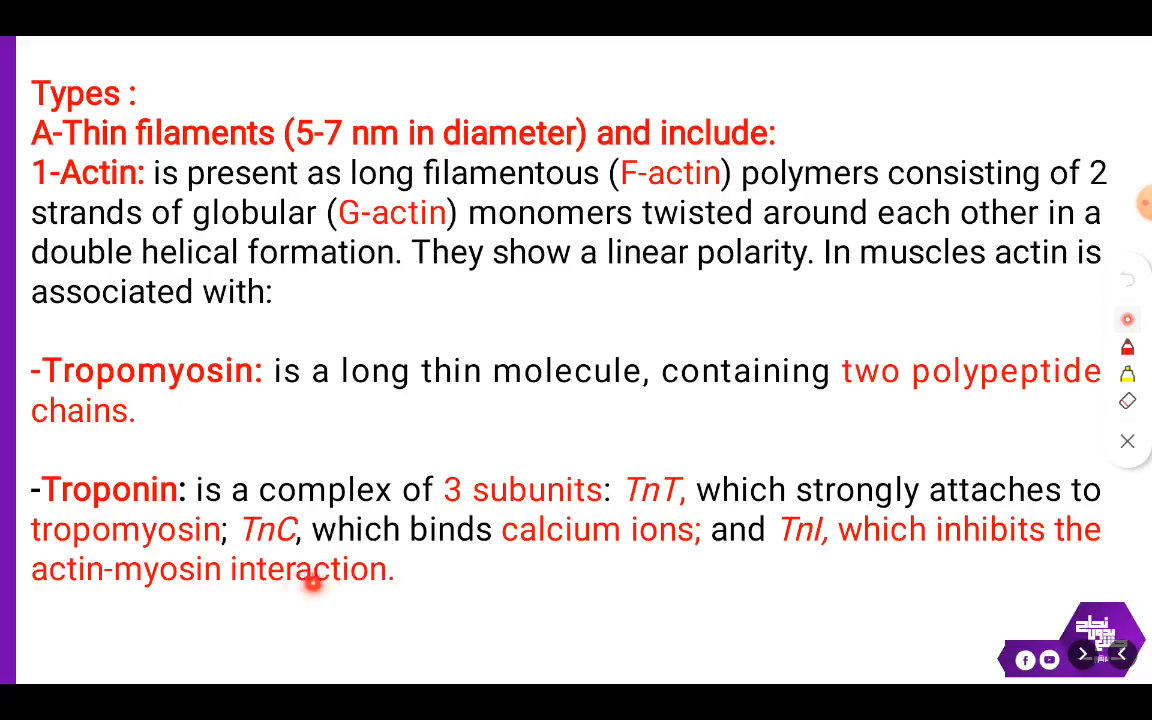 Types :
A-Thin filaments (5-7 nm in diameter) and include:
1-Actin: is present as long filamentous (F-actin) polymers consisting of 2
strands of globular (G-actin) monomers twisted around each other in a
double helical formation. They show a linear polarity. In muscles actin is
associated with:
-Tropomyosin: is a long thin molecule, containing two polypeptide
chains.
-Troponin: is a complex of 3 subunits: TnT, which strongly attaches to
tropomyosin; TnC, which binds calcium ions; and TnI, which inhibits the
actin-myosin interaction.